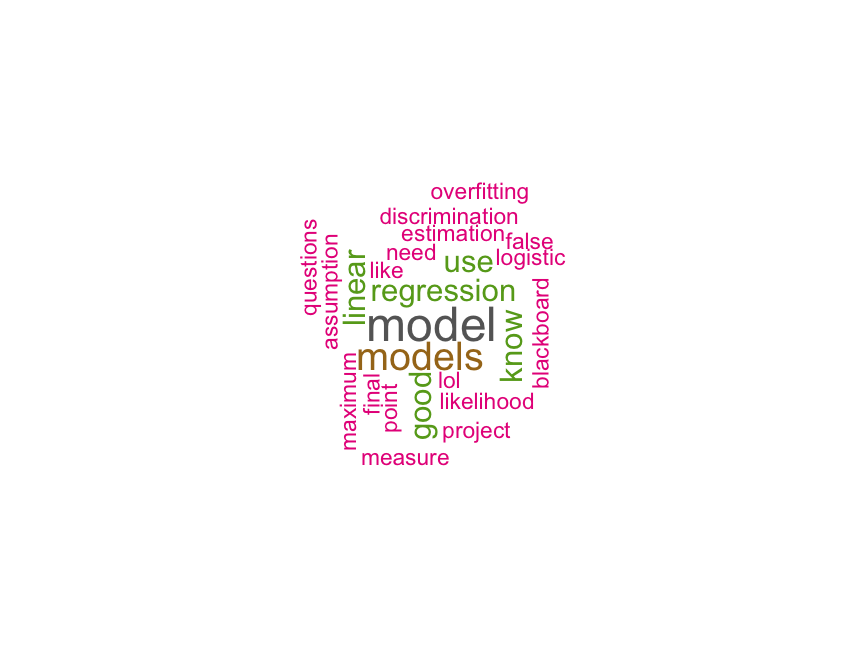 overfitting
discrimination
estimation
false
need
use
logistic
like
questions
assumption
linear
regression
model
models
know
blackboard
maximum
final
point
good
lol
likelihood
project
measure